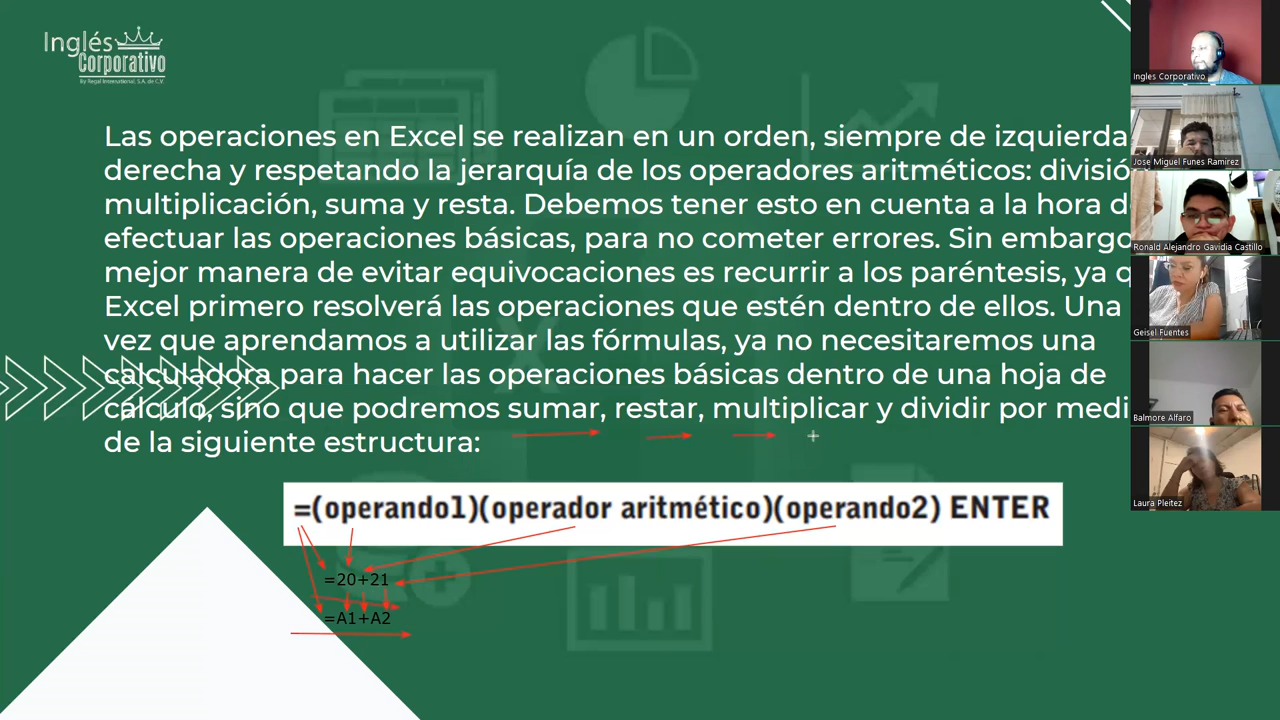 Inglés
Corporativo
By Regal International, S.A. de C.V.
Las operaciones en Excel se realizan en un orden, siempre de izquierda
derecha y respetando la jerarquía de los operadores aritméticos: divisió
multiplicación, suma y resta. Debemos tener esto en cuenta a la hora d
efectuar las operaciones básicas, para no cometer errores. Sin embargo
mejor manera de evitar equivocaciones es recurrir a los paréntesis, ya q
Excel primero resolverá las operaciones que estén dentro de ellos. Una
vez que aprendamos a utilizar las fórmulas, ya no necesitaremos una
calculadora para hacer las operaciones básicas dentro de una hoja de
cálculo, sino que podremos sumar, restar, multiplicar y dividir por medi
de la siguiente estructura:
=(operando1)(operador aritmético)(operando2) ENTER
=20+21
=A1+A2
Ingles Corporativo
Jose Miguel Funes Ramirez
Ronald Alejandro Gavidia Castillo
Geisel Fuentes
Balmore Alfaro
Laura Pleitez